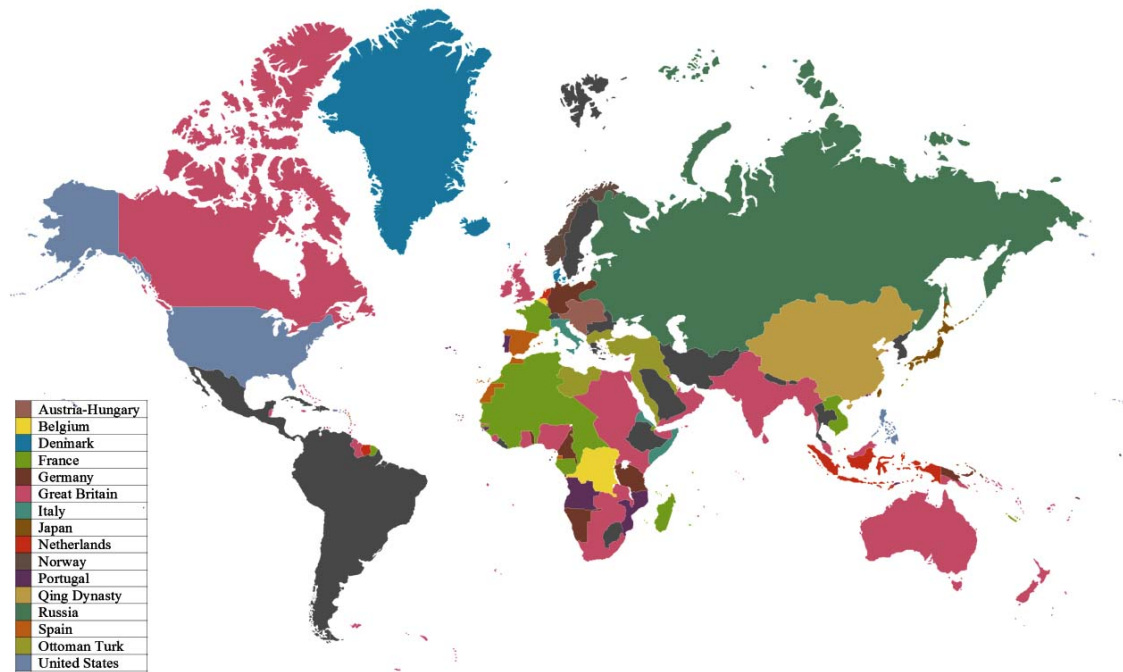 Austria-Hungary
Belgium
Denmark
France
Germany
Great Britain
Italy
Japan
Netherlands
Norway
Portugal
Qing Dynasty
Russia
Spain
Ottoman Turk
United States